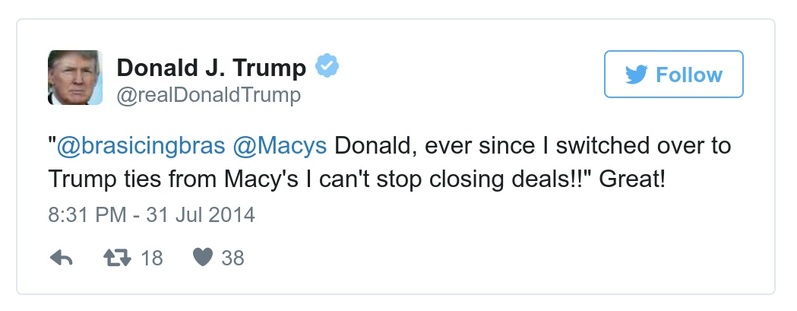 Donald J. Trump
@realDonaldTrump
Follow
"@brasicingbras @Macys Donald, ever since I switched over to
Trump ties from Macy's I can't stop closing deals!!" Great!
8:31 PM - 31 Jul 2014
18 38